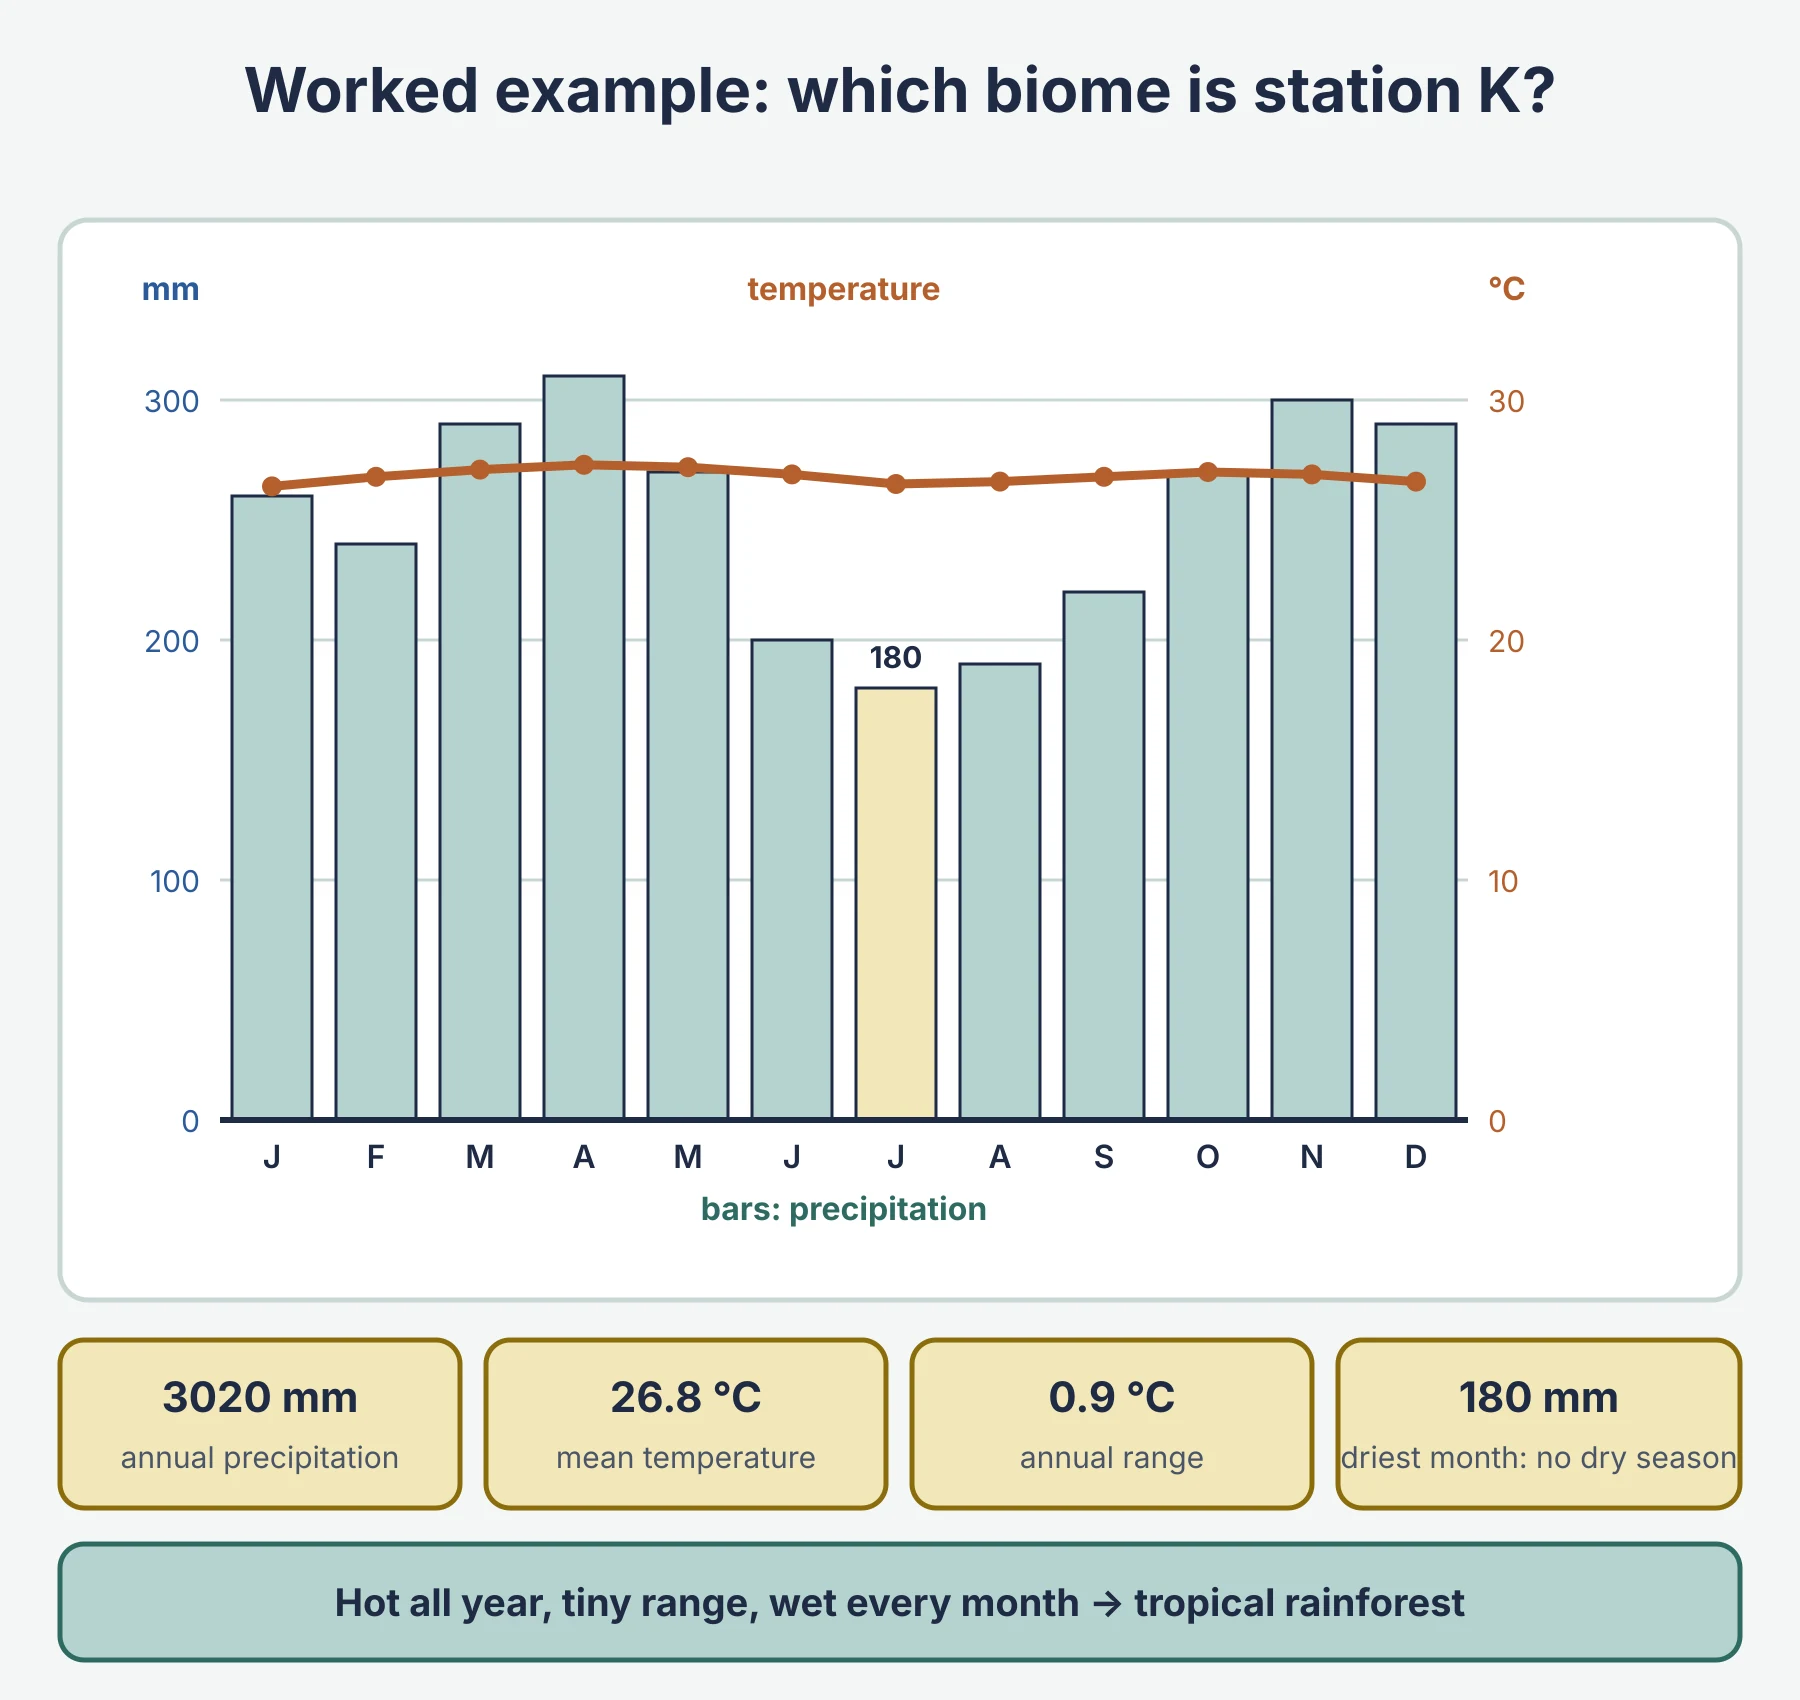 Worked example: which biome is station K?
mm temperature °C
300 30
200 20
180
100 10
0 0
J F M A M J J A S O N D
bars: precipitation
3020 mm 26.8 °C 0.9 °C 180 mm
annual precipitation mean temperature annual range driest month: no dry season
Hot all year, tiny range, wet every month → tropical rainforest